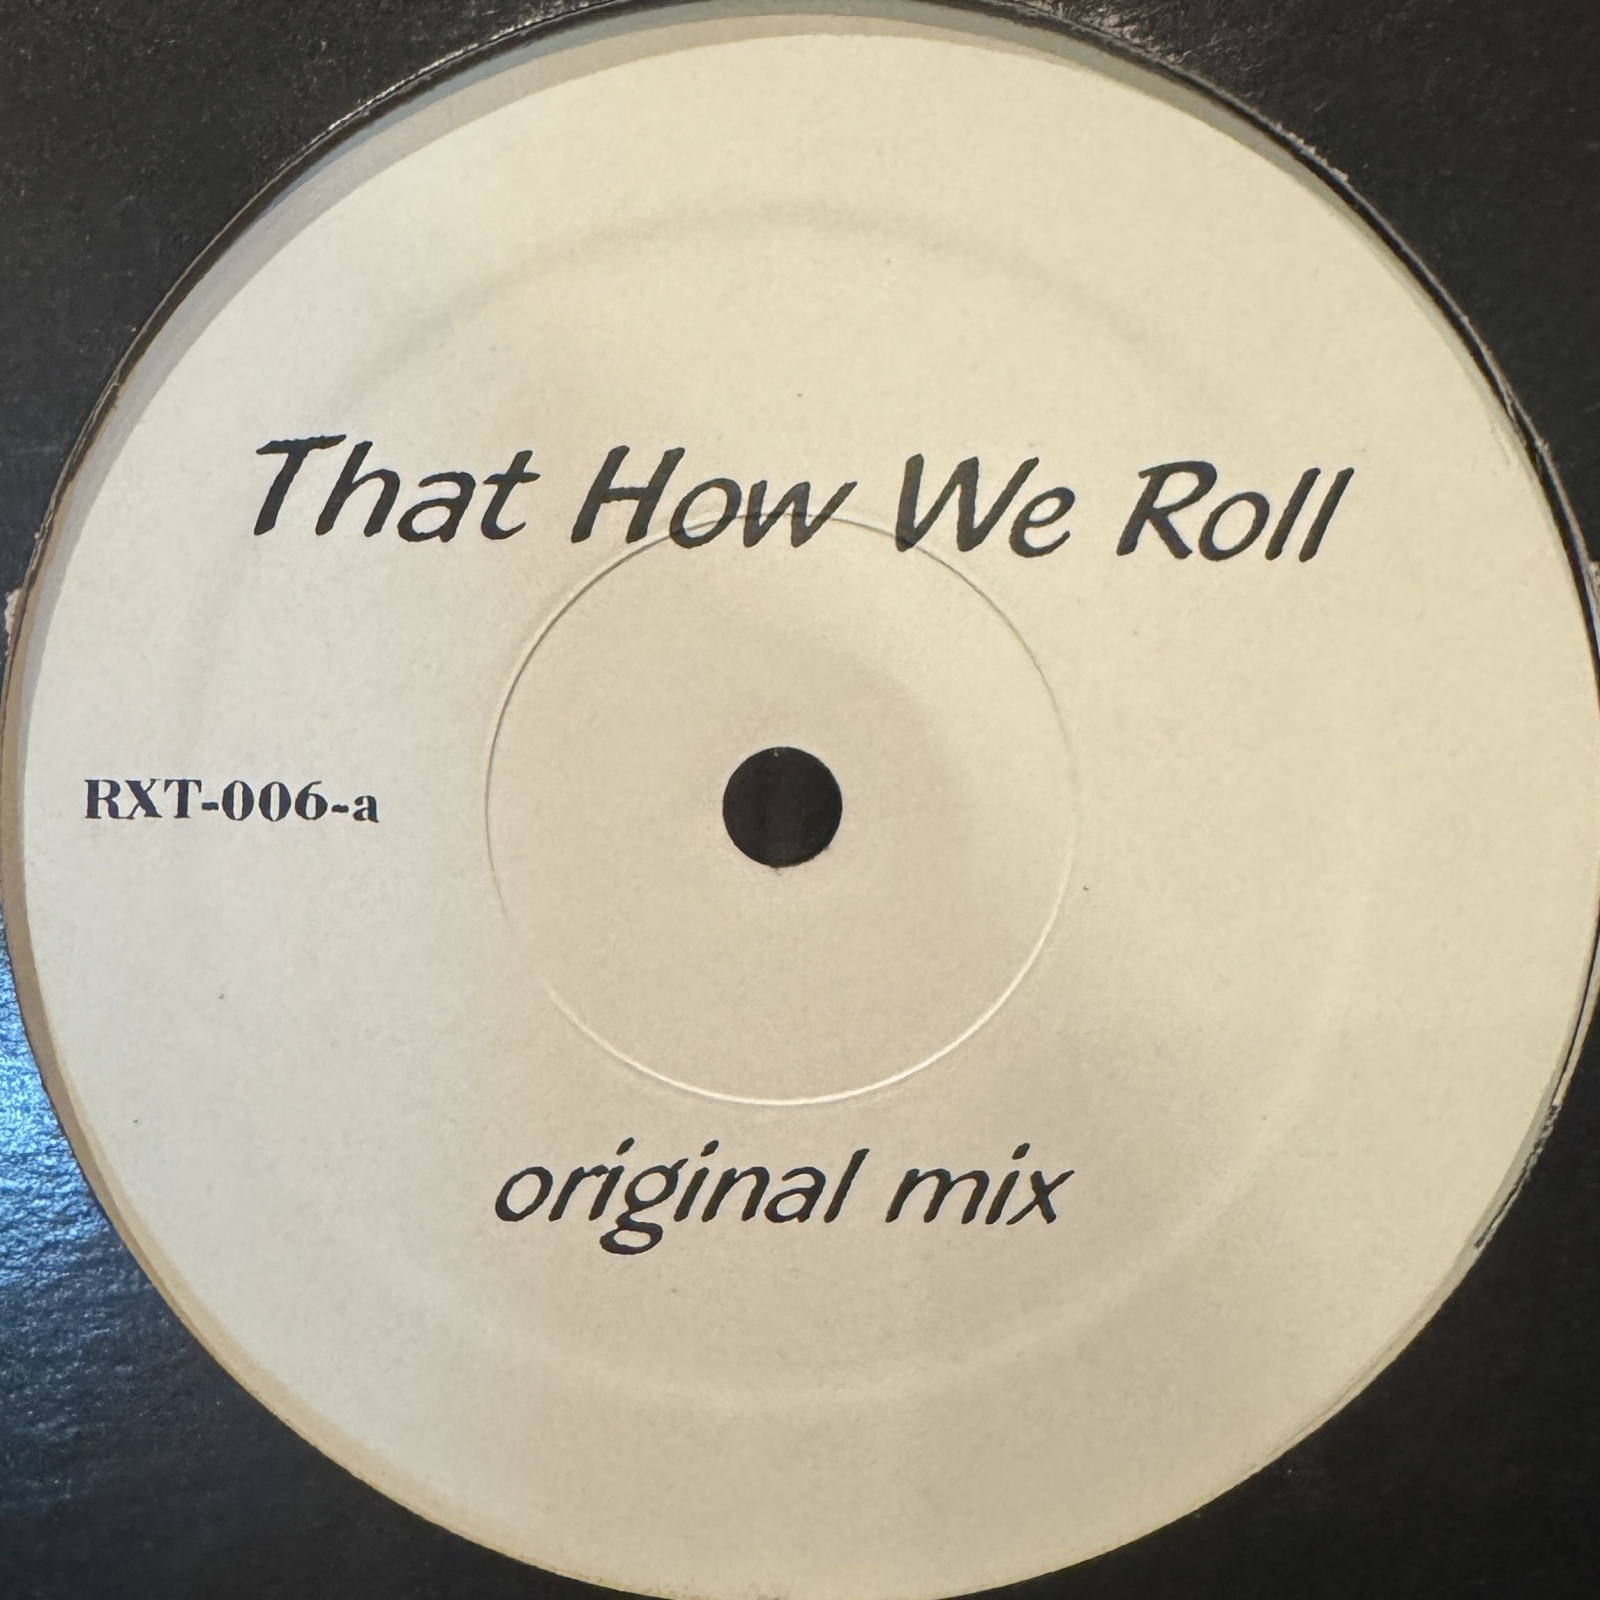 That How We Roll
RXT-006-a
original mix